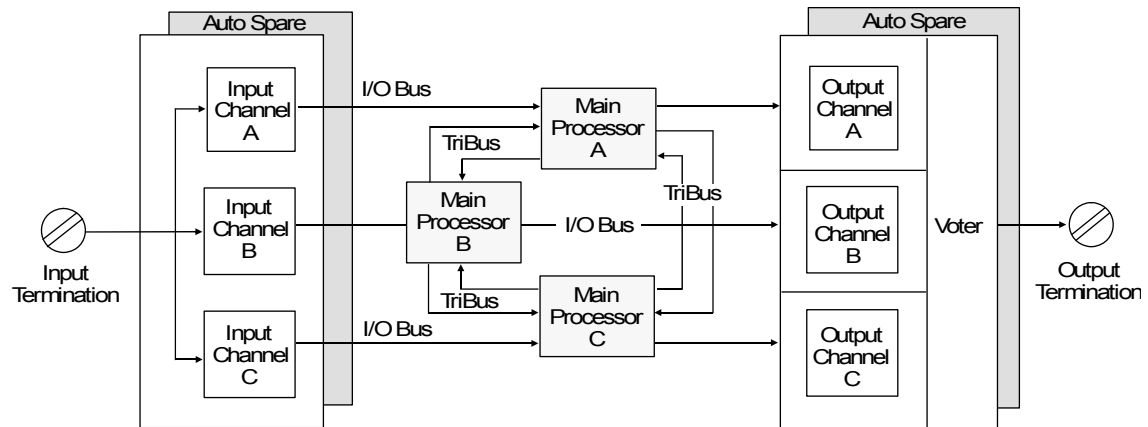 Auto Spare
Input
Channel
A
Input
Channel
B
Input
Channel
C
Input
Termination
I/O Bus
I/O Bus
I/O Bus
TriBus
TriBus
TriBus
Main
Processor
A
Main
Processor
B
Main
Processor
C
Auto Spare
Output
Channel
A
Output
Channel
B
Output
Channel
C
Voter
Output
Termination